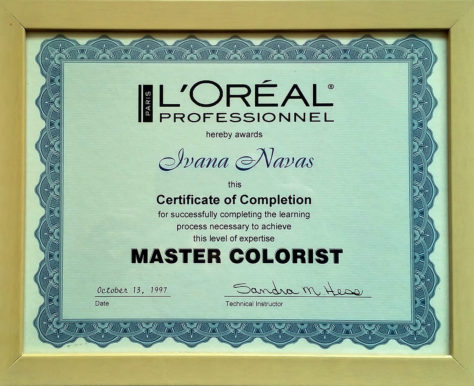 PARIS
L'ORÉAL®
PROFESSIONNEL
hereby awards
Ivana Navas
this
Certificate of Completion
for successfully completing the learning
process necessary to achieve
this level of expertise
MASTER COLORIST
October 13, 1997 Sandra M. Hess
Date Technical Instructor